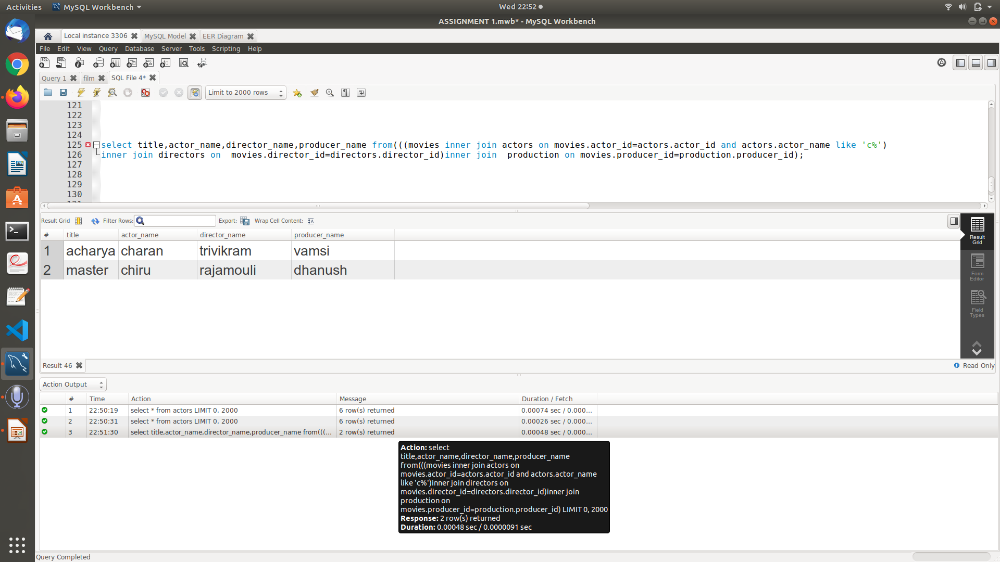 Activities MySQL Workbench Wed 22:52
ASSIGNMENT 1.mwb* - MySQL Workbench
Local instance 3306 MySQL Model EER Diagram
File Edit View Query Database Server Tools Scripting Help
Query 1 film SQL File 4*
Limit to 2000 rows
121
122
123
124
125 select title,actor_name,director_name,producer_name from(((movies inner join actors on movies.actor_id=actors.actor_id and actors.actor_name like 'c%')
126 inner join directors on  movies.director_id=directors.director_id)inner join  production on movies.producer_id=production.producer_id);
127
128
129
130
Result Grid Filter Rows: Export: Wrap Cell Content:
# title actor_name director_name producer_name
1 acharya charan trivikram vamsi
2 master chiru rajamouli dhanush
Result
Grid
Form
Editor
Field
Types
Result 46 Read Only
Action Output
# Time Action Message Duration / Fetch
1 22:50:19 select * from actors LIMIT 0, 2000 6 row(s) returned 0.00074 sec / 0.000...
2 22:50:31 select * from actors LIMIT 0, 2000 6 row(s) returned 0.00026 sec / 0.000...
3 22:51:30 select title,actor_name,director_name,producer_name from(((... 2 row(s) returned 0.00048 sec / 0.000...
Action: select
title,actor_name,director_name,producer_name
from(((movies inner join actors on
movies.actor_id=actors.actor_id and actors.actor_name
like 'c%')inner join directors on
movies.director_id=directors.director_id)inner join
production on
movies.producer_id=production.producer_id) LIMIT 0, 2000
Response: 2 row(s) returned
Duration: 0.00048 sec / 0.0000091 sec
Query Completed